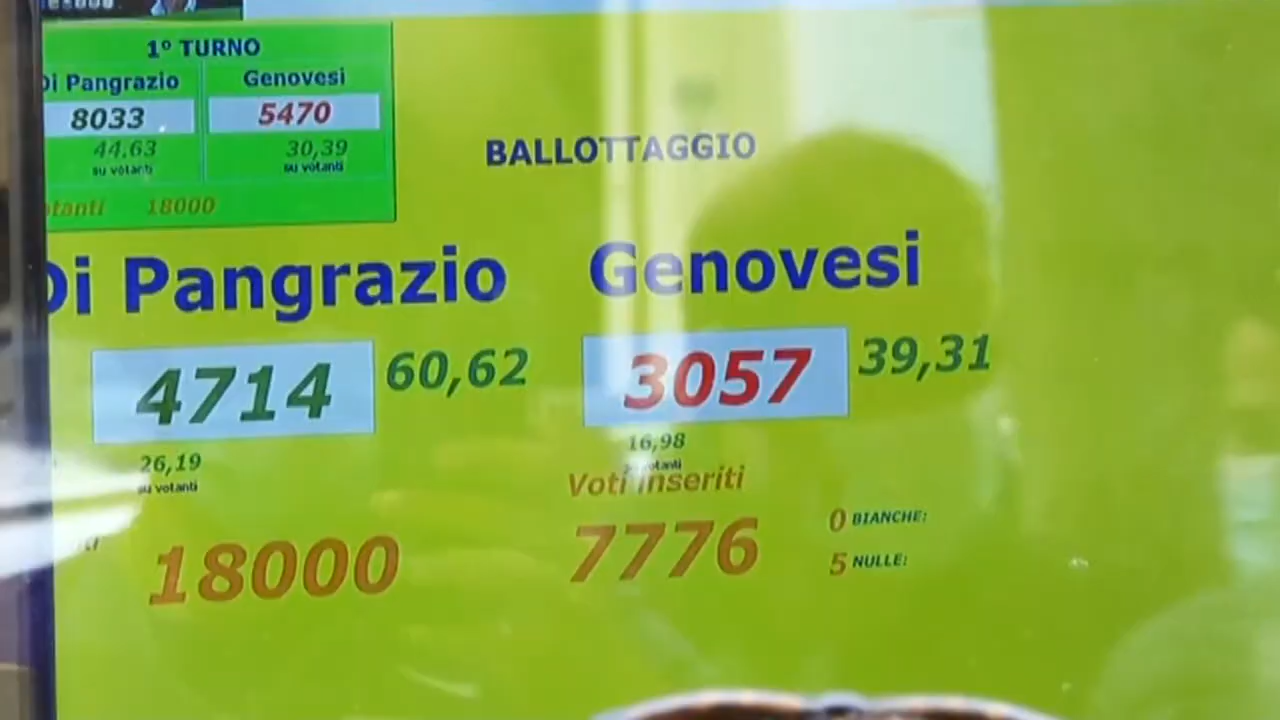 1º TURNO
Di Pangrazio Genovesi
8033 5470
44,63 30,39
su votanti su votanti
18000
BALLOTTAGGIO
Di Pangrazio Genovesi
4714 60,62 3057 39,31
26,19 16,98
su votanti votanti
Voti inseriti
18000 7776
0 BIANCHE:
5 NULLE: